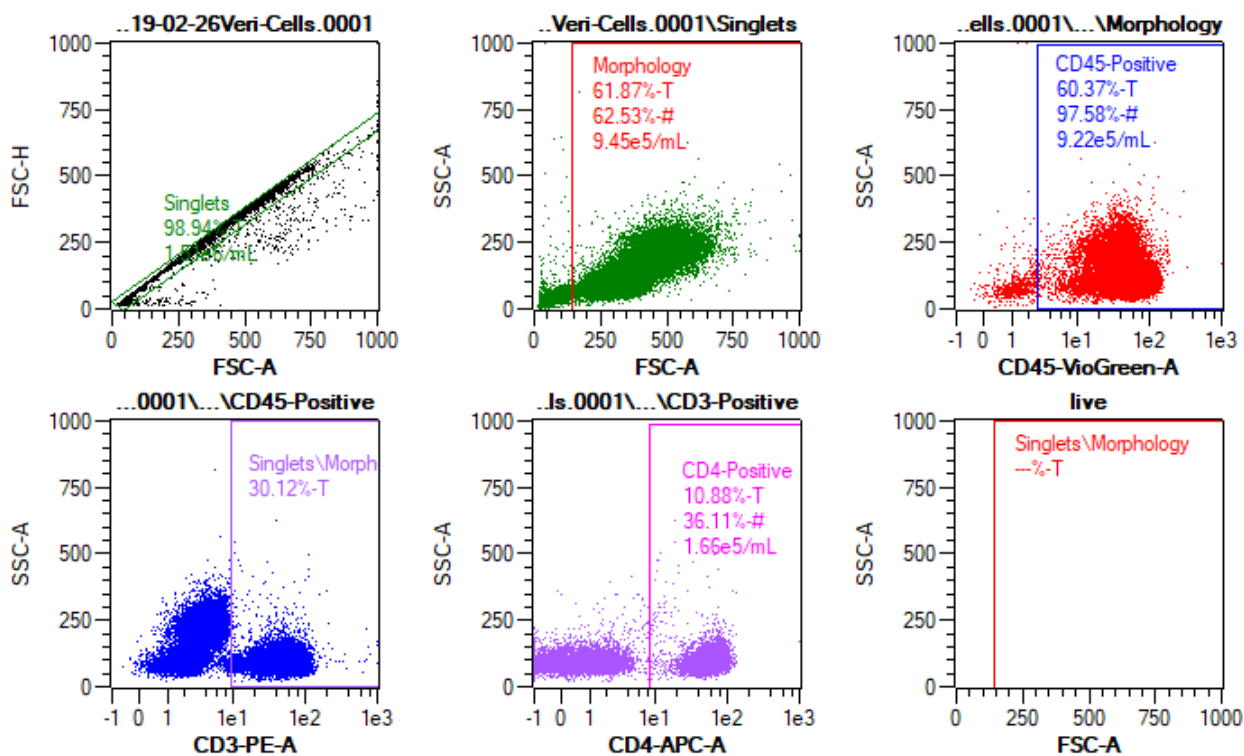 ..19-02-26Veri-Cells.0001
1000
750
500
250
0
FSC-H
Singlets
98.94%
0 250 500 750 1000
FSC-A
..Veri-Cells.0001\Singlets
1000
750
500
250
0
SSC-A
Morphology
61.87%-T
62.53%-#
9.45e5/mL
0 250 500 750 1000
FSC-A
..ells.0001\...\Morphology
1000
750
500
250
0
SSC-A
CD45-Positive
60.37%-T
97.58%-#
9.22e5/mL
-1 0 1 1e1 1e2 1e3
CD45-VioGreen-A
...0001\...\CD45-Positive
1000
750
500
250
0
SSC-A
Singlets\Morph
30.12%-T
-1 0 1 1e1 1e2 1e3
CD3-PE-A
..ls.0001\...\CD3-Positive
1000
750
500
250
0
SSC-A
CD4-Positive
10.88%-T
36.11%-#
1.66e5/mL
-1 0 1 1e1 1e2 1e3
CD4-APC-A
live
1000
750
500
250
0
SSC-A
Singlets\Morphology
---%-T
0 250 500 750 1000
FSC-A